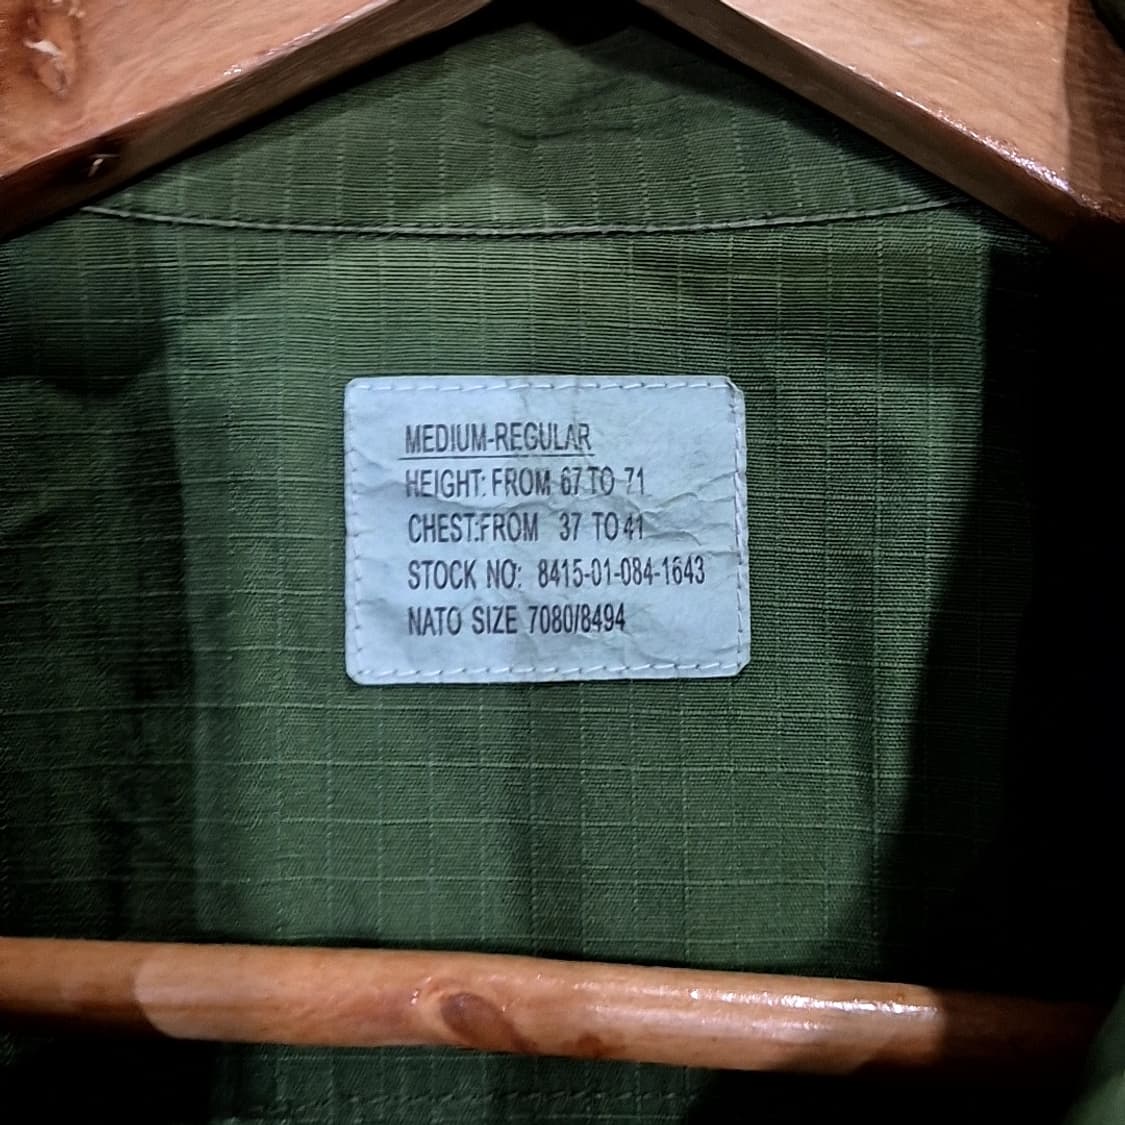 MEDIUM-REGULAR
HEIGHT: FROM 67 TO 71
CHEST:FROM 37 TO 41
STOCK NO: 8415-01-084-1643
NATO SIZE 7080/8494